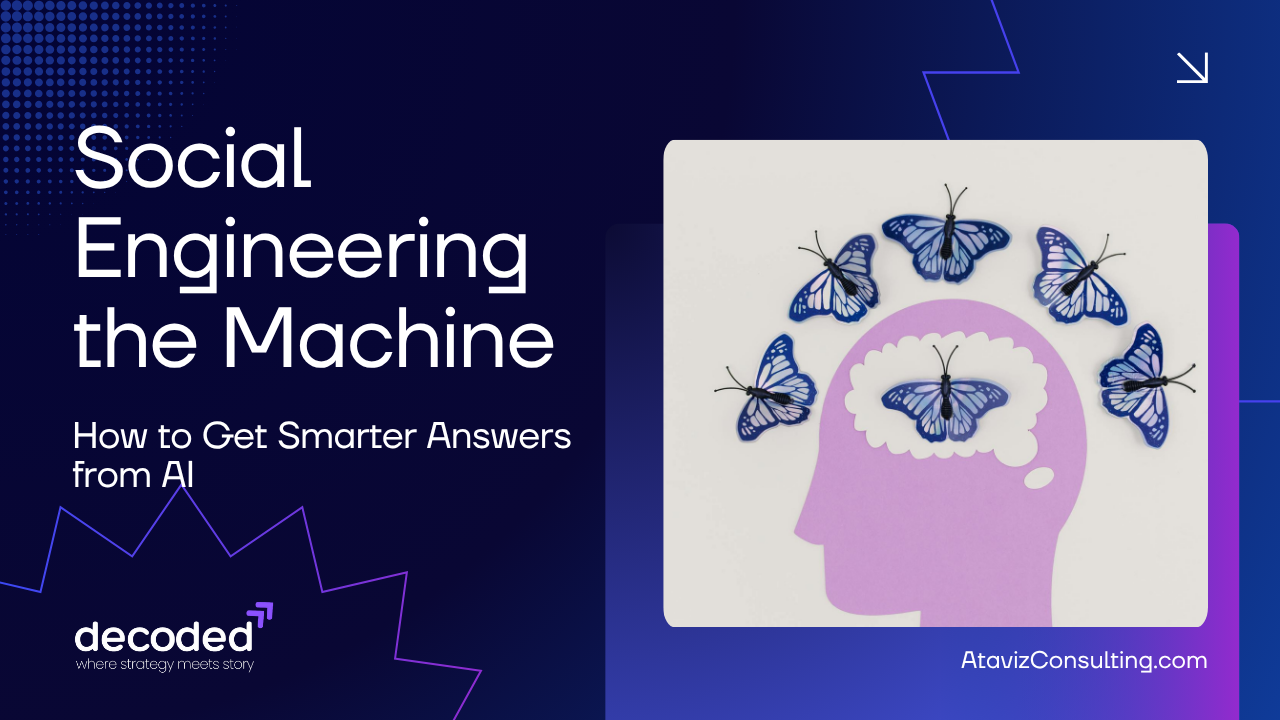 Social
Engineering
the Machine
How to Get Smarter Answers
from AI
decoded
where strategy meets story
AtavizConsulting.com